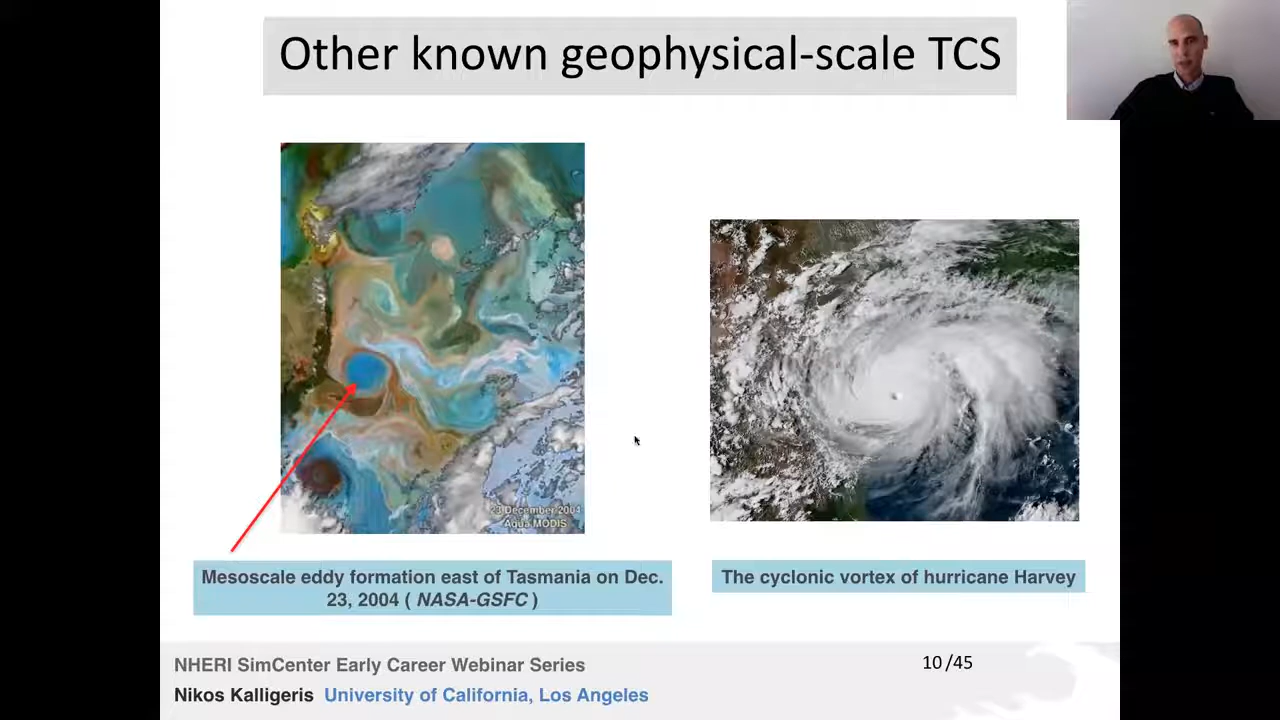 Other known geophysical-scale TCS
23 December 2004
Aqua MODIS
Mesoscale eddy formation east of Tasmania on Dec.
23, 2004 ( NASA-GSFC )
The cyclonic vortex of hurricane Harvey
NHERI SimCenter Early Career Webinar Series
10 /45
Nikos Kalligeris University of California, Los Angeles